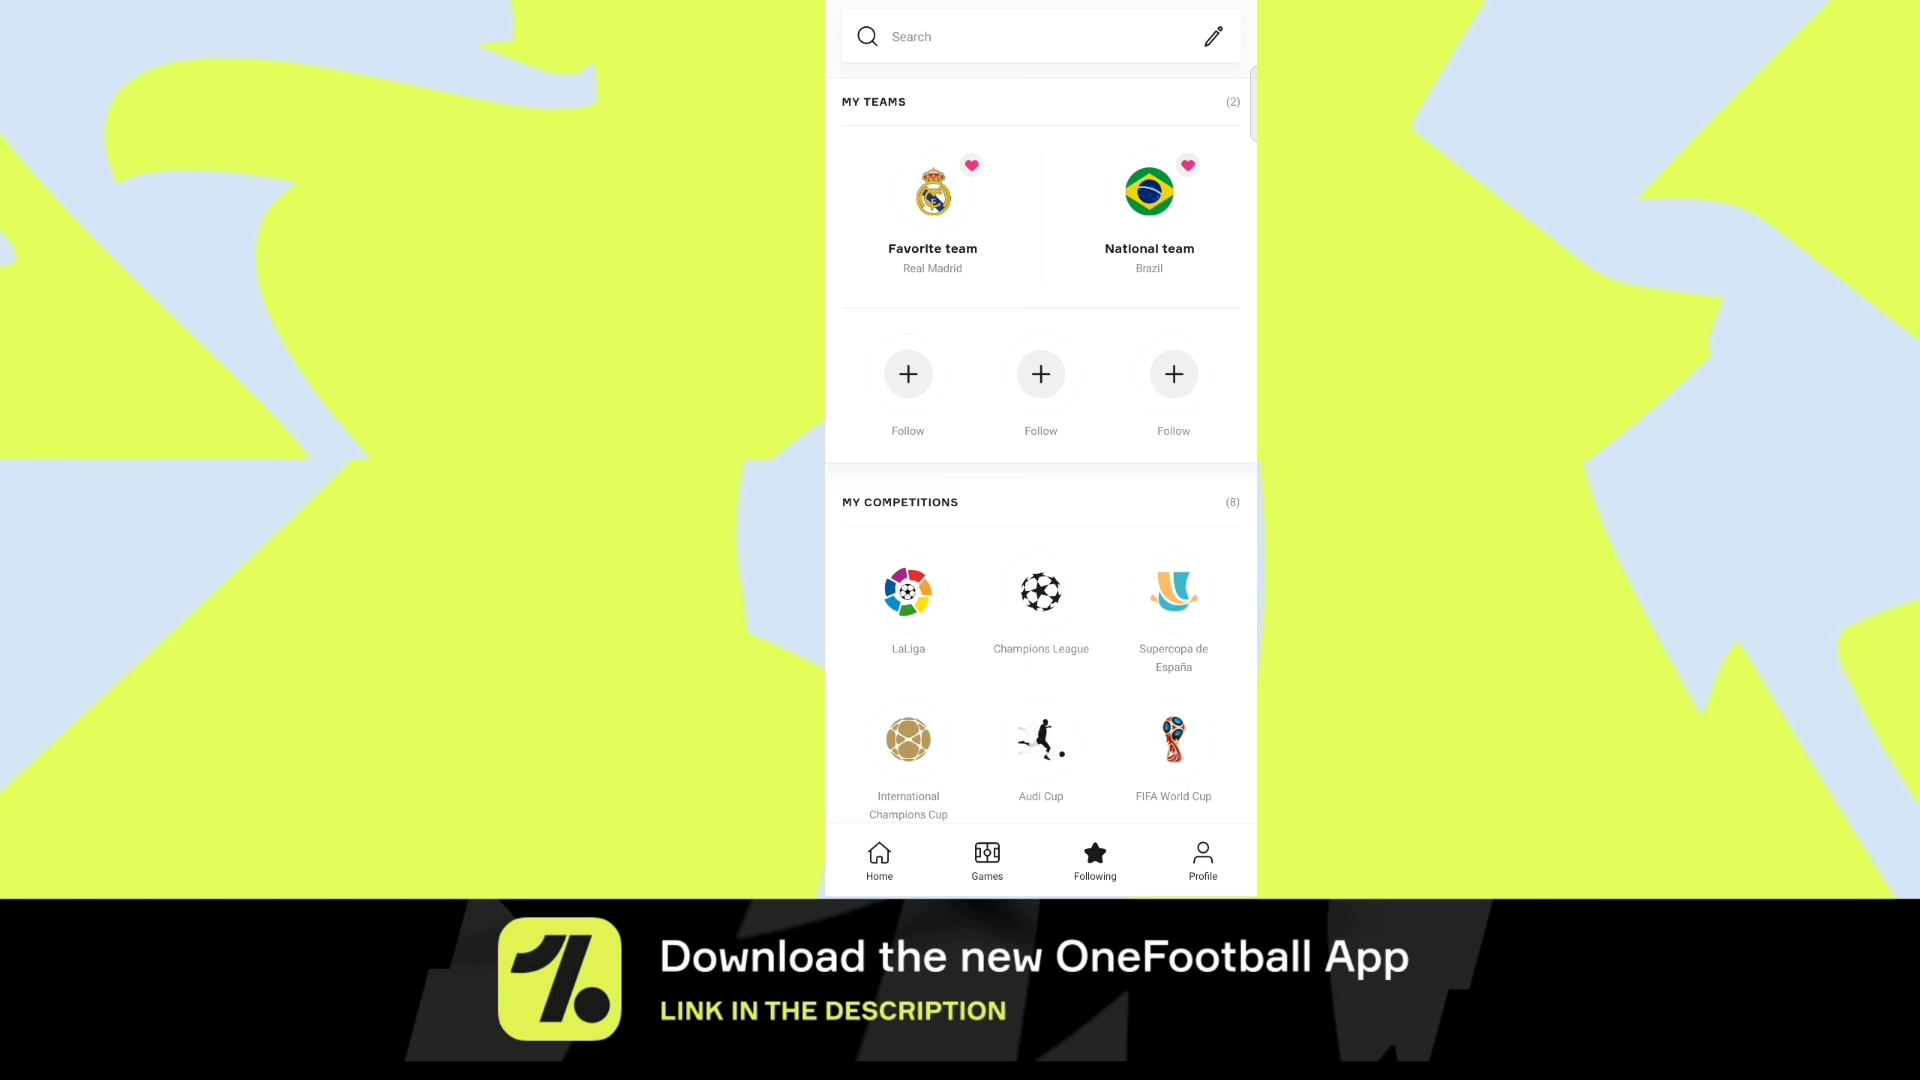 Search
MY TEAMS (2)
Favorite team National team
Real Madrid Brazil
Follow Follow Follow
MY COMPETITIONS (8)
LaLiga Champions League Supercopa de
España
International Audi Cup FIFA World Cup
Champions Cup
Home Games Following Profile
Download the new OneFootball App
LINK IN THE DESCRIPTION